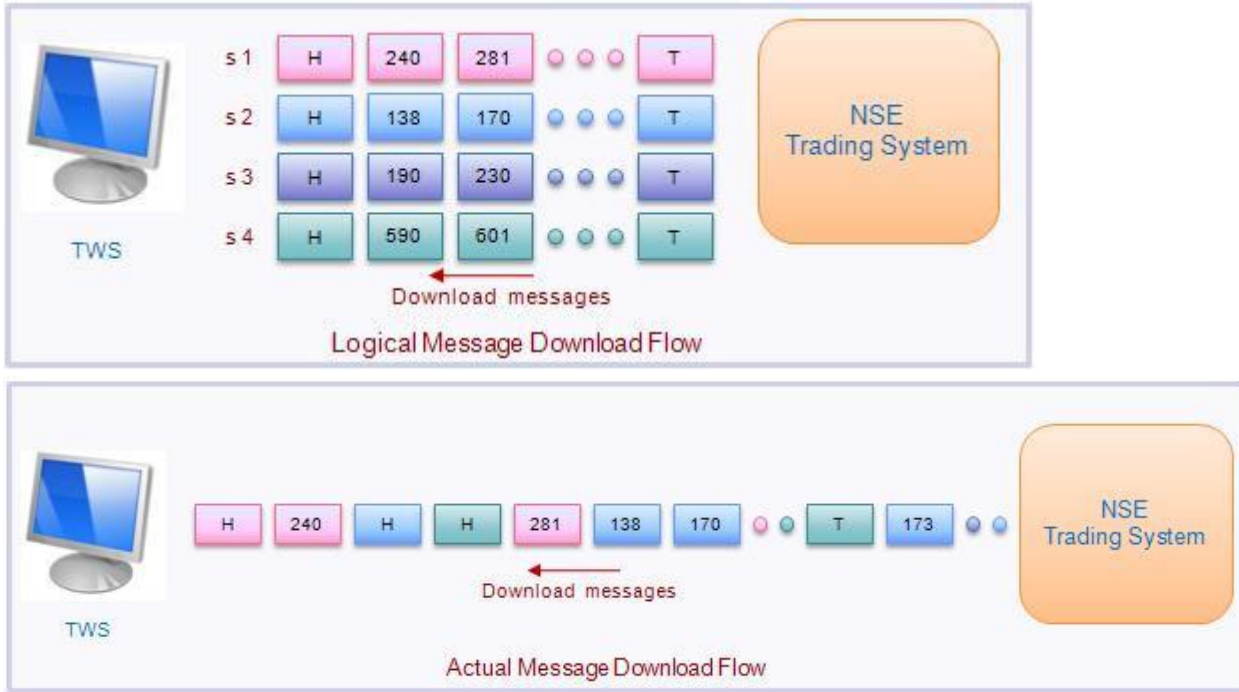 s 1 H 240 281 T
s 2 H 138 170 T
s 3 H 190 230 T
s 4 H 590 601 T
TWS
NSE
Trading System
Download messages
Logical Message Download Flow
H 240 H H 281 138 170 T 173
TWS
NSE
Trading System
Download messages
Actual Message Download Flow